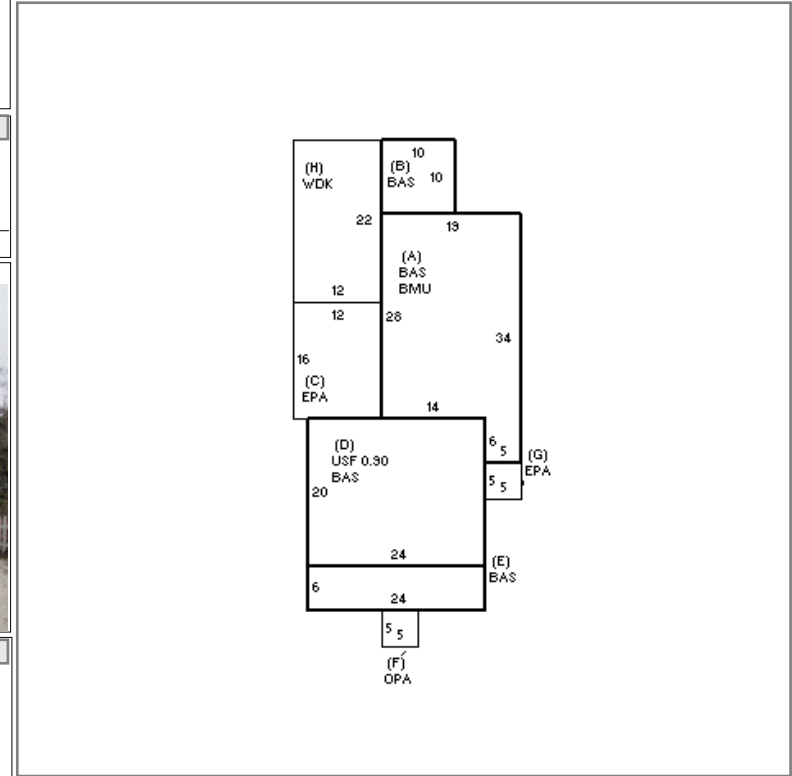 10
(H)
WDK
(B)
BAS
10
22
19
(A)
BAS
BMU
12
12
28
34
16
(C)
EPA
14
(D)
USF 0.90
BAS
6
5
(G)
EPA
5
5
20
24
(E)
BAS
6
24
5
5
(F)
OPA